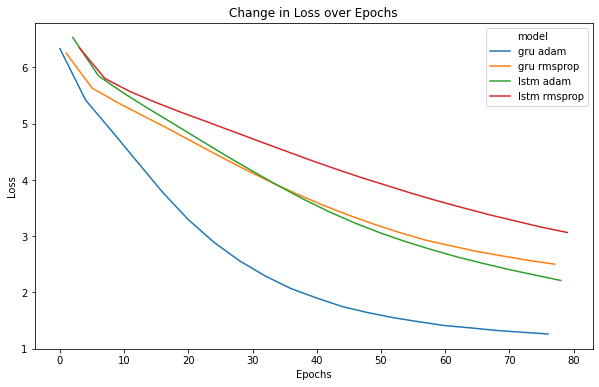 Change in Loss over Epochs
model
gru adam
gru rmsprop
lstm adam
lstm rmsprop
Loss
6
5
4
3
2
1
0 10 20 30 40 50 60 70 80
Epochs